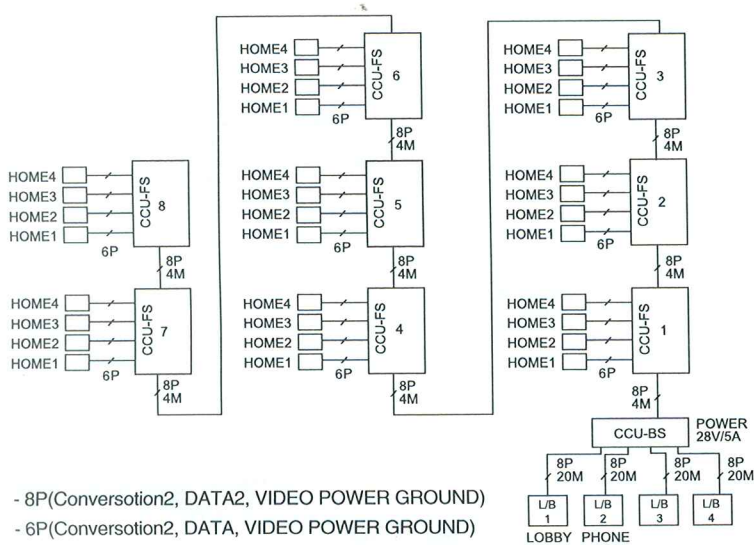 HOME4
HOME3
HOME2
HOME1
6P
CCU-FS
6
8P
4M
HOME4
HOME3
HOME2
HOME1
6P
CCU-FS
3
8P
4M
HOME4
HOME3
HOME2
HOME1
6P
CCU-FS
8
8P
4M
HOME4
HOME3
HOME2
HOME1
6P
CCU-FS
5
8P
4M
HOME4
HOME3
HOME2
HOME1
6P
CCU-FS
2
8P
4M
HOME4
HOME3
HOME2
HOME1
6P
CCU-FS
7
8P
4M
HOME4
HOME3
HOME2
HOME1
6P
CCU-FS
4
8P
4M
HOME4
HOME3
HOME2
HOME1
6P
CCU-FS
1
8P
4M
CCU-BS
POWER
28V/5A
8P
20M
8P
20M
8P
20M
8P
20M
L/B
1
L/B
2
L/B
3
L/B
4
LOBBY PHONE
- 8P(Conversotion2, DATA2, VIDEO POWER GROUND)
- 6P(Conversotion2, DATA, VIDEO POWER GROUND)